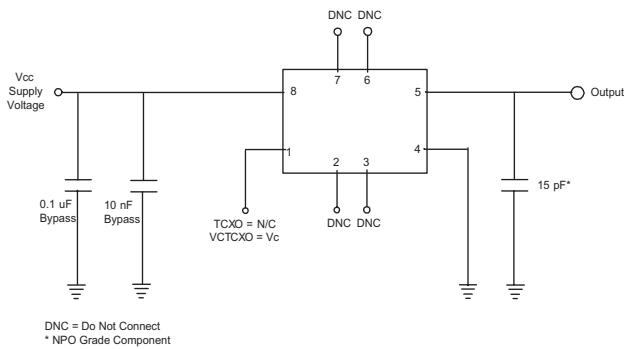 DNC DNC
Vcc
Supply
Voltage
7 6
8
5
Output
1
4
2 3
0.1 uF
Bypass
10 nF
Bypass
15 pF*
TCXO = N/C
VCTCXO = Vc
DNC DNC
DNC = Do Not Connect
* NPO Grade Component